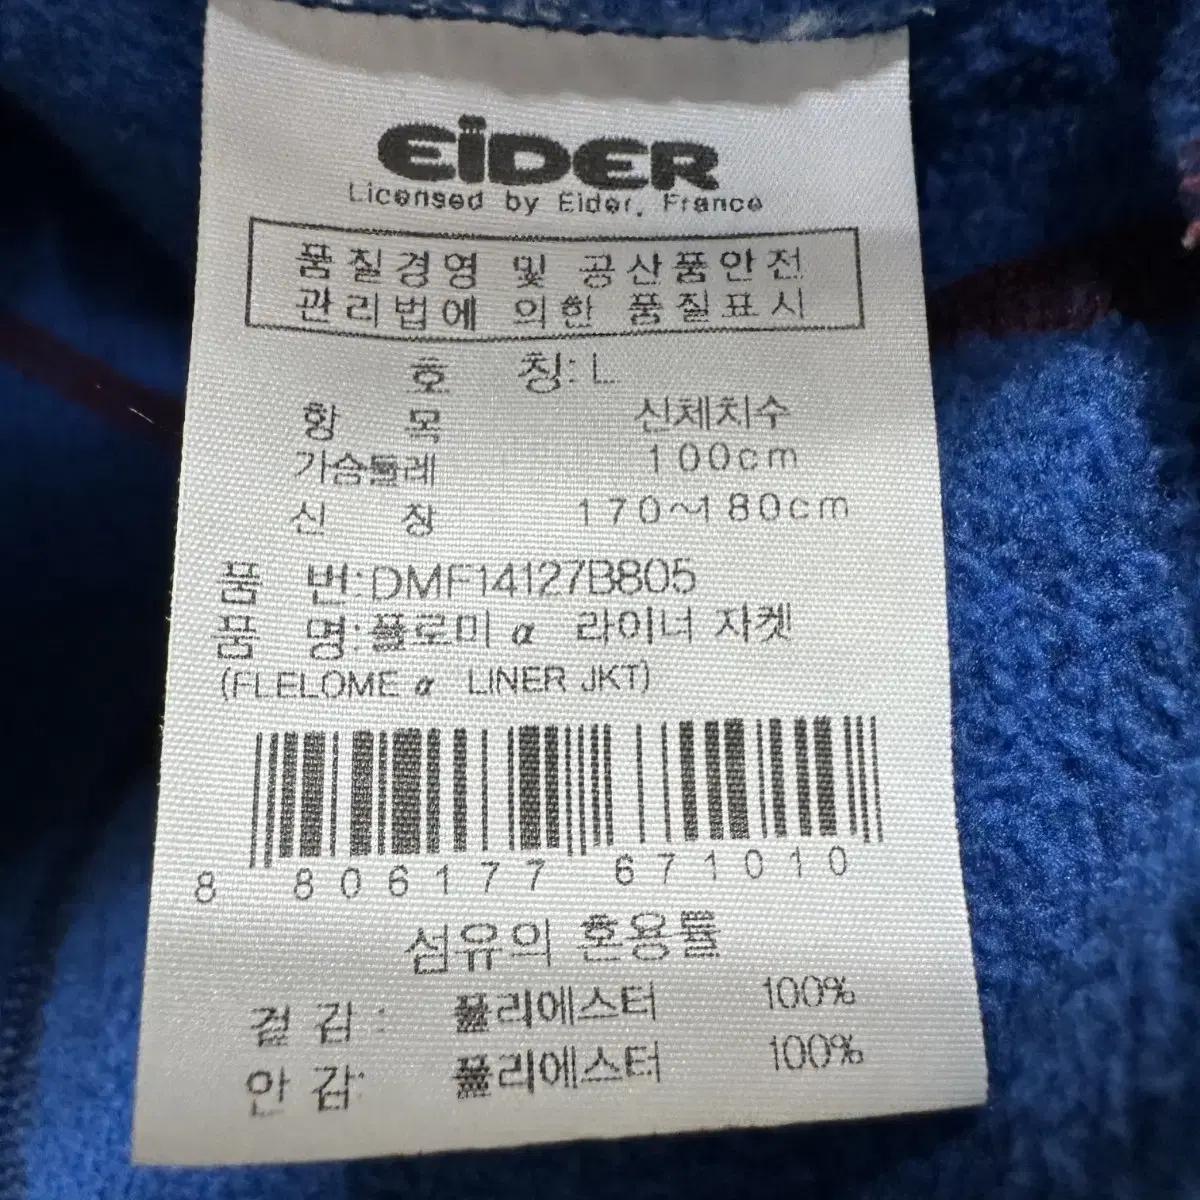 EiDER
Licensed by Eider, France
품질경영 및 공산품안전
관리법에 의한 품질표시
호 칭: L
항 목 신체치수
가슴둘레 100cm
신 장 170~180cm
품 번:DMF14127B805
품 명:플로미 α 라이너 자켓
(FLELOME α LINER JKT)
8 806177 671010
섬유의 혼용률
겉 감 : 폴리에스터 100%
안 감: 폴리에스터 100%